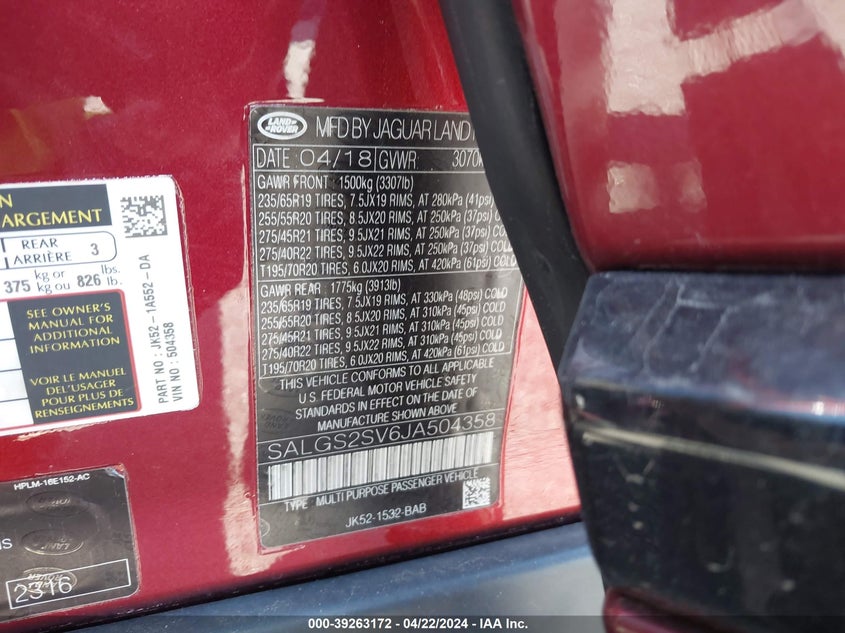 LAND
ROVER
MFD BY JAGUAR LAND
DATE: 04/18 GVWR: 3070
GAWR FRONT : 1500kg (3307lb)
235/65R19 TIRES, 7.5JX19 RIMS, AT 280kPa (41psi)
255/55R20 TIRES, 8.5JX20 RIMS, AT 250kPa (37psi)
275/45R21 TIRES, 9.5JX21 RIMS, AT 250kPa (37psi) COLD
275/40R22 TIRES, 9.5JX22 RIMS, AT 250kPa (37psi) COLD
T195/70R20 TIRES, 6.0JX20 RIMS, AT 420kPa (61psi) COLD
GAWR REAR: 1775kg (3913lb)
235/65R19 TIRES, 7.5JX19 RIMS, AT 330kPa (48psi) COLD
255/55R20 TIRES, 8.5JX20 RIMS, AT 310kPa (45psi) COLD
275/45R21 TIRES, 9.5JX21 RIMS, AT 310kPa (45psi) COLD
275/40R22 TIRES, 9.5JX22 RIMS, AT 310kPa (45psi) COLD
T195/70R20 TIRES, 6.0JX20 RIMS, AT 420kPa (61psi) COLD
THIS VEHICLE CONFORMS TO ALL APPLICABLE
U.S. FEDERAL MOTOR VEHICLE SAFETY
STANDARDS IN EFFECT ON THE DATE OF
MANUFACTURE SHOWN ABOVE
SALGS2SV6JA504358
TYPE: MULTI PURPOSE PASSENGER VEHICLE
JK52-1532-BAB
ARGEMENT
REAR
ARRIÈRE 3
375 kg or
kg ou 826 lbs.
lb.
SEE OWNER'S
MANUAL FOR
ADDITIONAL
INFORMATION
VOIR LE MANUEL
DEL'USAGER
POUR PLUS DE
RENSEIGNEMENTS
PART NO : JK52 - 1A552 - DA
VIN NO : 504358
HPLM-16E152-AC
2316
000-39263172 - 04/22/2024 - IAA Inc.